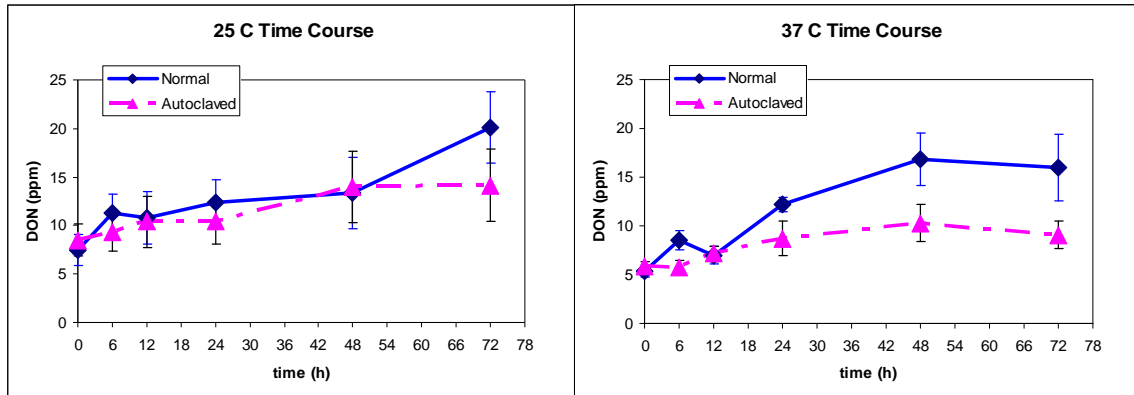 25 C Time Course
25
20
15
10
5
0
DON (ppm)
Normal
Autoclaved
0 6 12 18 24 30 36 42 48 54 60 66 72 78
time (h)
37 C Time Course
25
20
15
10
5
0
DON (ppm)
Normal
Autoclaved
0 6 12 18 24 30 36 42 48 54 60 66 72 78
time (h)